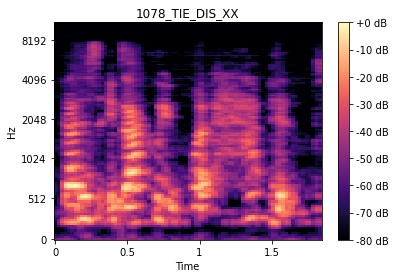 1078_TIE_DIS_XX
+0 dB
8192
-10 dB
4096
-20 dB
-30 dB
2048
Hz
-40 dB
1024
-50 dB
512
-60 dB
-70 dB
0
-80 dB
0 0.5 1 1.5
Time